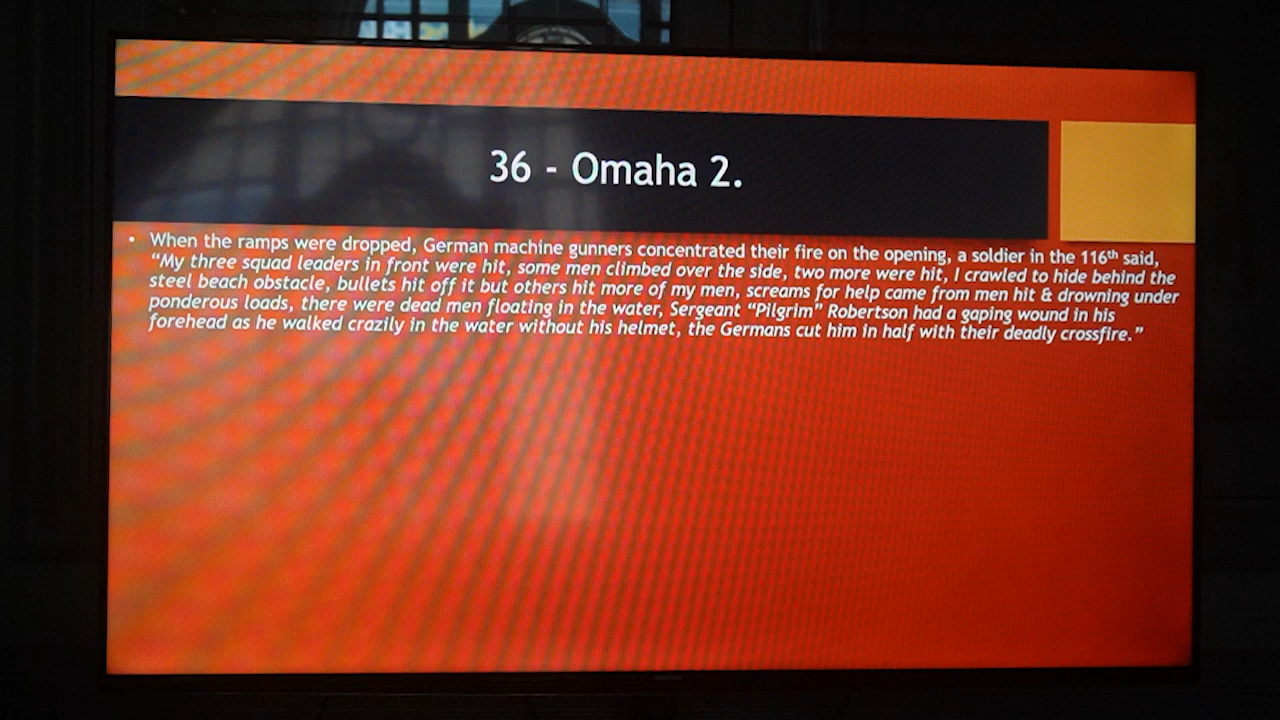 36 - Omaha 2.
▪ When the ramps were dropped, German machine gunners concentrated their fire on the opening, a soldier in the 116th said,
“My three squad leaders in front were hit, some men climbed over the side, two more were hit, I crawled to hide behind the
steel beach obstacle, bullets hit off it but others hit more of my men, screams for help came from men hit & drowning under
ponderous loads, there were dead men floating in the water, Sergeant “Pilgrim” Robertson had a gaping wound in his
forehead as he walked crazily in the water without his helmet, the Germans cut him in half with their deadly crossfire.”
SAMSUNG